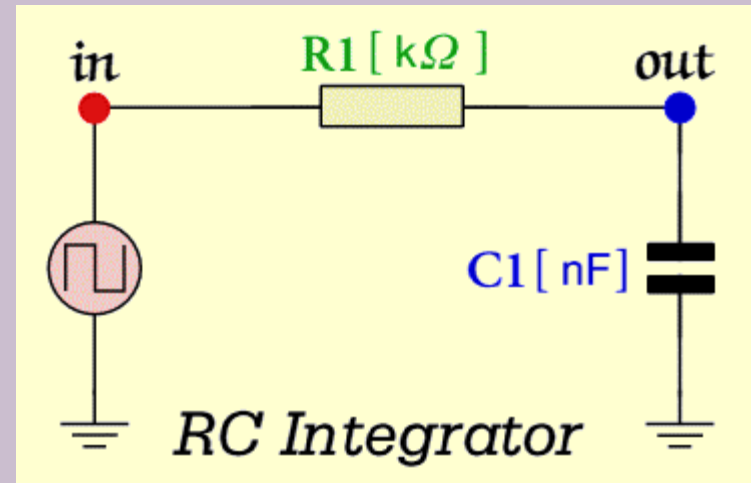 in
R1[ kΩ ]
out
C1[ nF]
RC Integrator